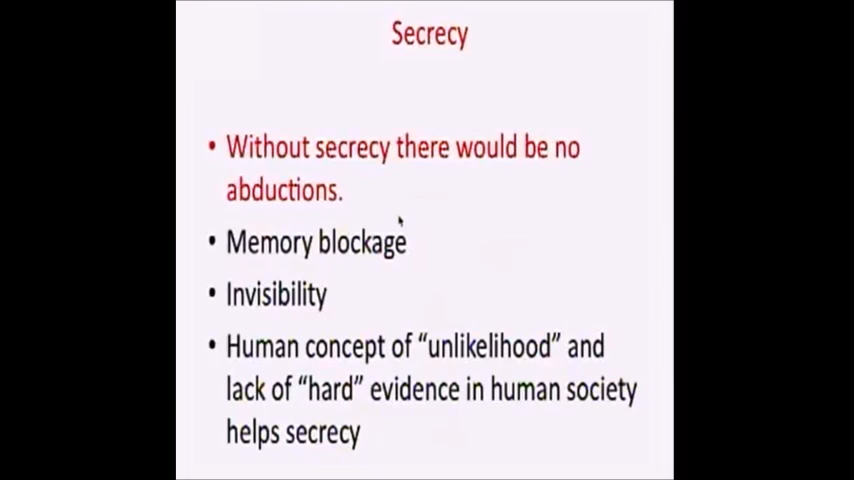 Secrecy
• Without secrecy there would be no
abductions.
• Memory blockage
• Invisibility
• Human concept of “unlikelihood” and
lack of “hard” evidence in human society
helps secrecy